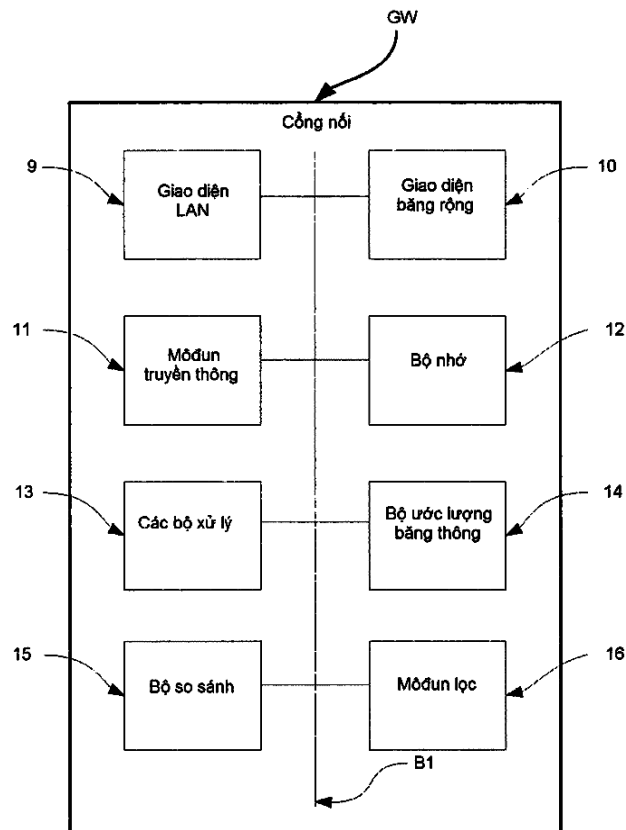 GW
Cổng nối
9
Giao diện
LAN
Giao diện
băng rộng
10
11
Môđun
truyền thông
Bộ nhớ
12
13
Các bộ xử lý
Bộ ước lượng
băng thông
14
15
Bộ so sánh
Môđun lọc
16
B1